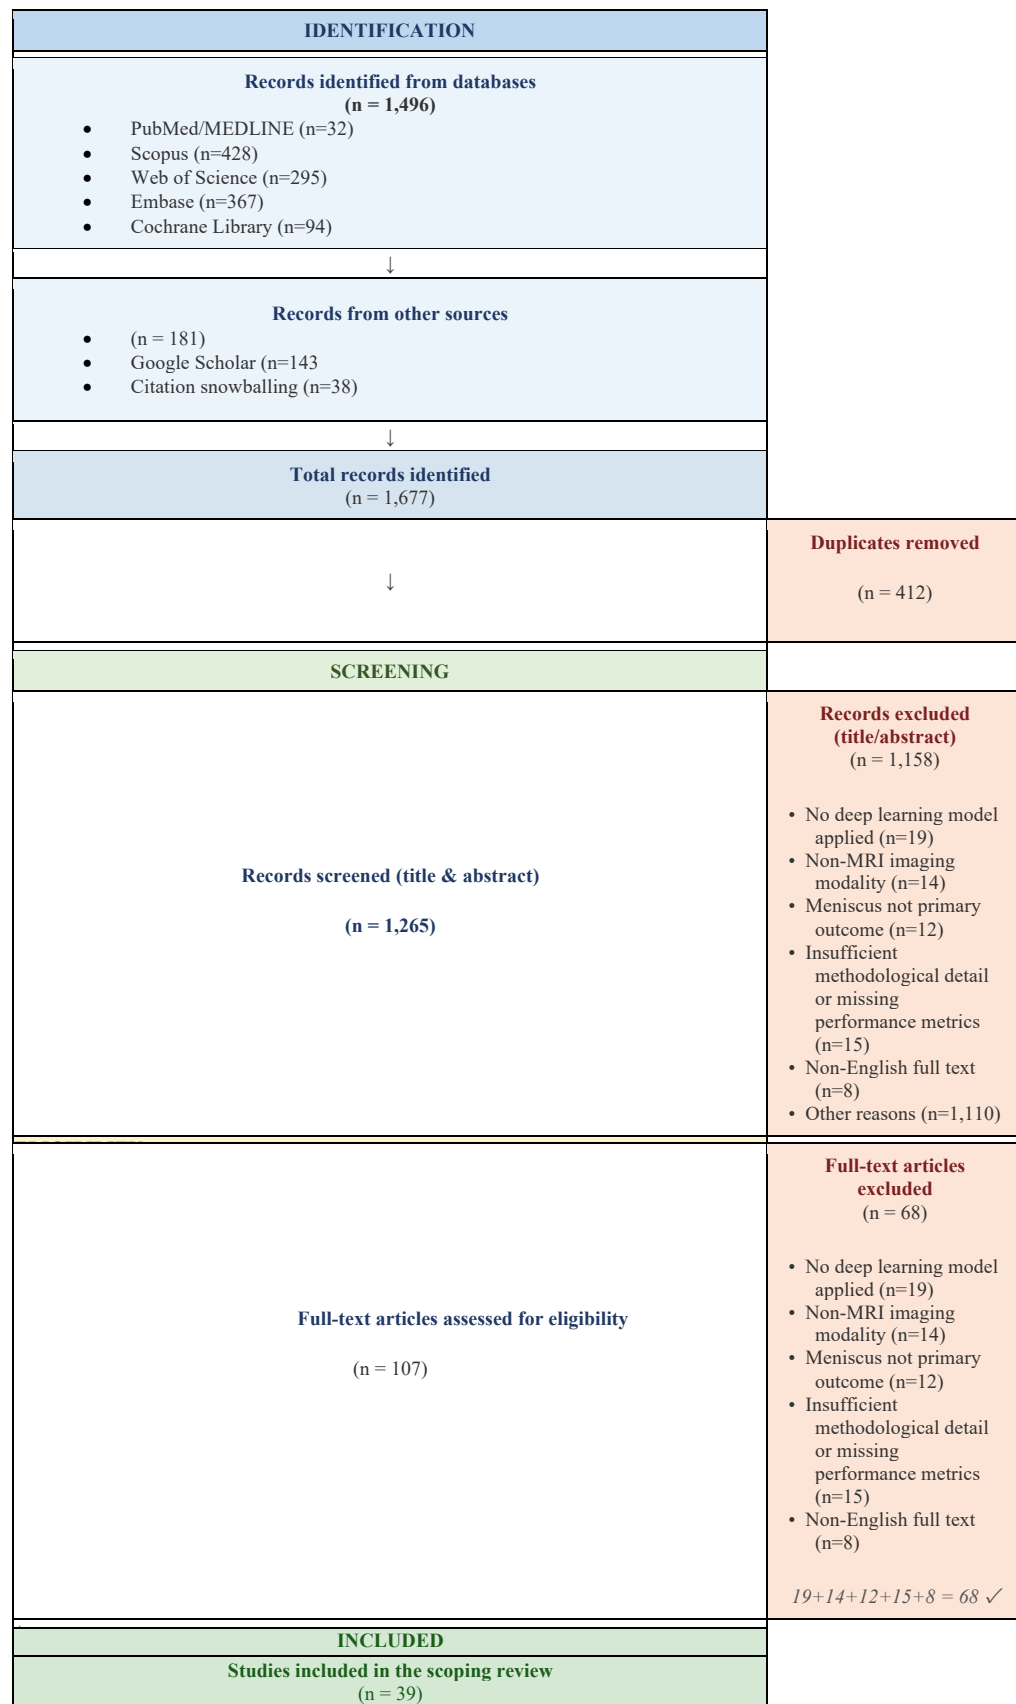 IDENTIFICATION
Records identified from databases
(n = 1,496)
• PubMed/MEDLINE (n=32)
• Scopus (n=428)
• Web of Science (n=295)
• Embase (n=367)
• Cochrane Library (n=94)
↓
Records from other sources
• (n = 181)
• Google Scholar (n=143
• Citation snowballing (n=38)
↓
Total records identified
(n = 1,677)
↓
Duplicates removed
(n = 412)
SCREENING
Records screened (title & abstract)
(n = 1,265)
Records excluded
(title/abstract)
(n = 1,158)
• No deep learning model
applied (n=19)
• Non-MRI imaging
modality (n=14)
• Meniscus not primary
outcome (n=12)
• Insufficient
methodological detail
or missing
performance metrics
(n=15)
• Non-English full text
(n=8)
• Other reasons (n=1,110)
Full-text articles assessed for eligibility
(n = 107)
Full-text articles
excluded
(n = 68)
• No deep learning model
applied (n=19)
• Non-MRI imaging
modality (n=14)
• Meniscus not primary
outcome (n=12)
• Insufficient
methodological detail
or missing
performance metrics
(n=15)
• Non-English full text
(n=8)
19+14+12+15+8 = 68 ✓
INCLUDED
Studies included in the scoping review
(n = 39)